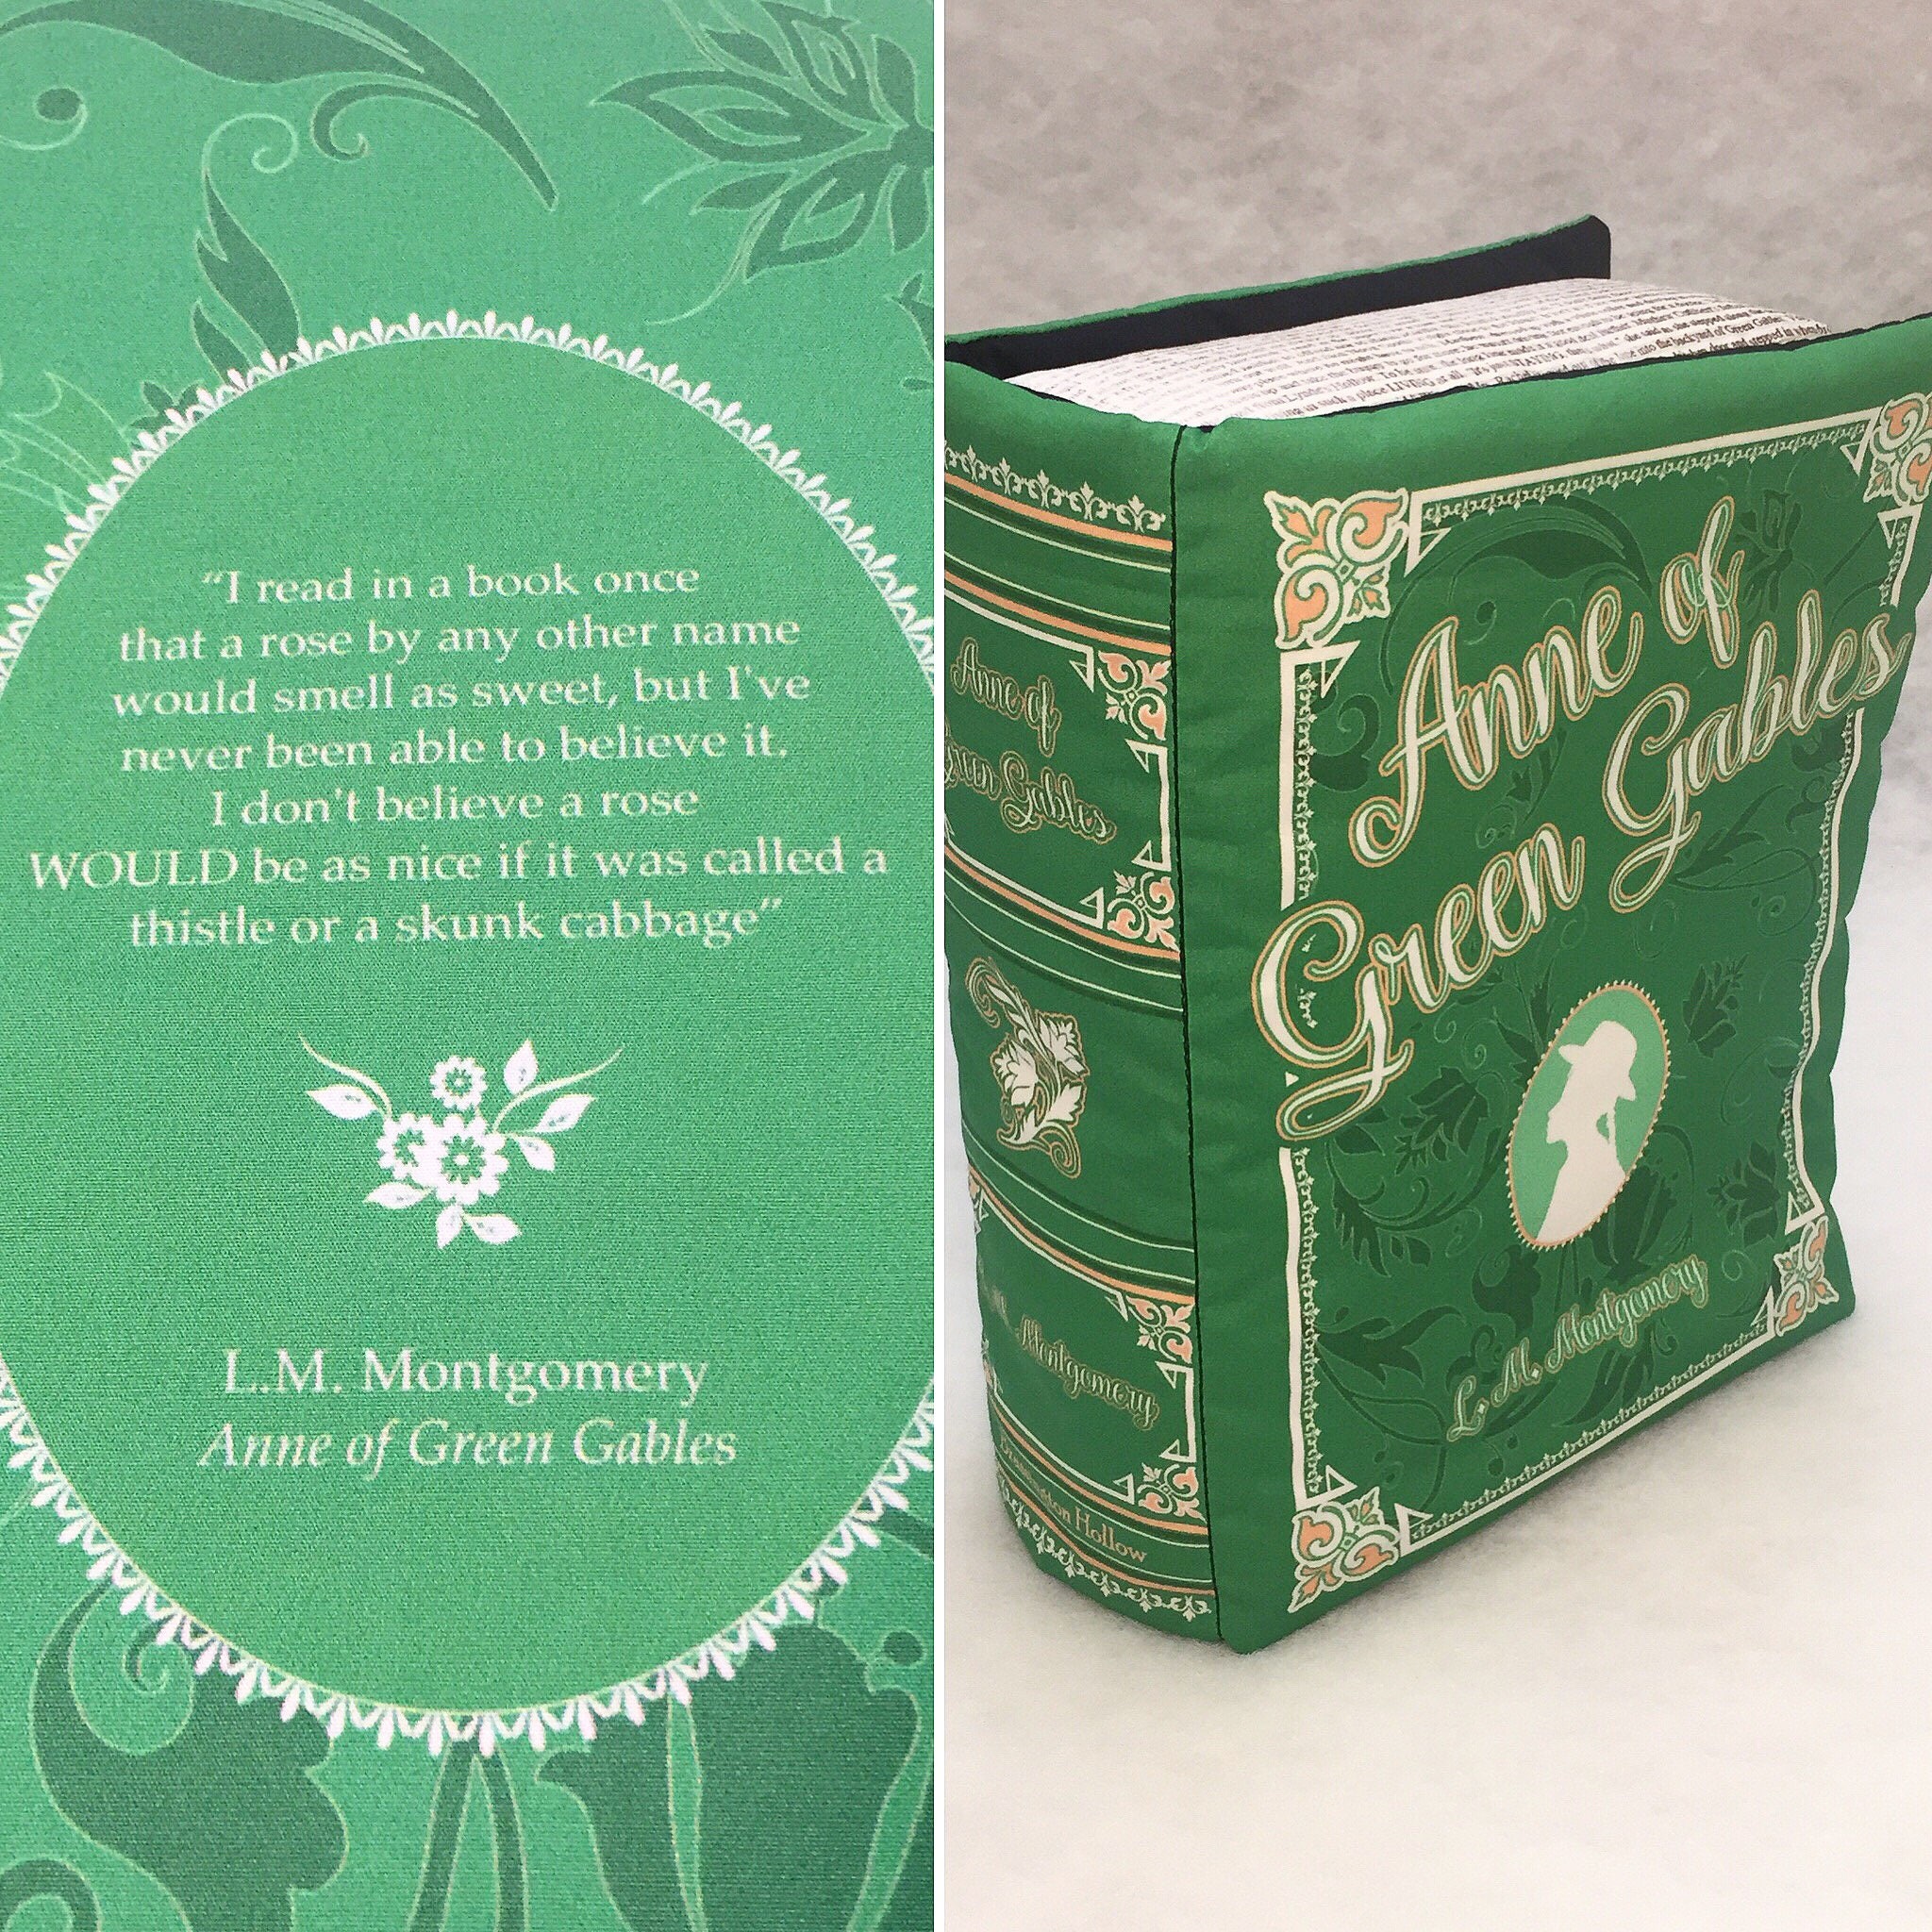 “I read in a book once
that a rose by any other name
would smell as sweet, but I've
never been able to believe it.
I don't believe a rose
WOULD be as nice if it was called a
thistle or a skunk cabbage”
L.M. Montgomery
Anne of Green Gables
Anne of
Green Gables
Montgomery
Hollow
Anne of
Green Gables
L. M. Montgomery